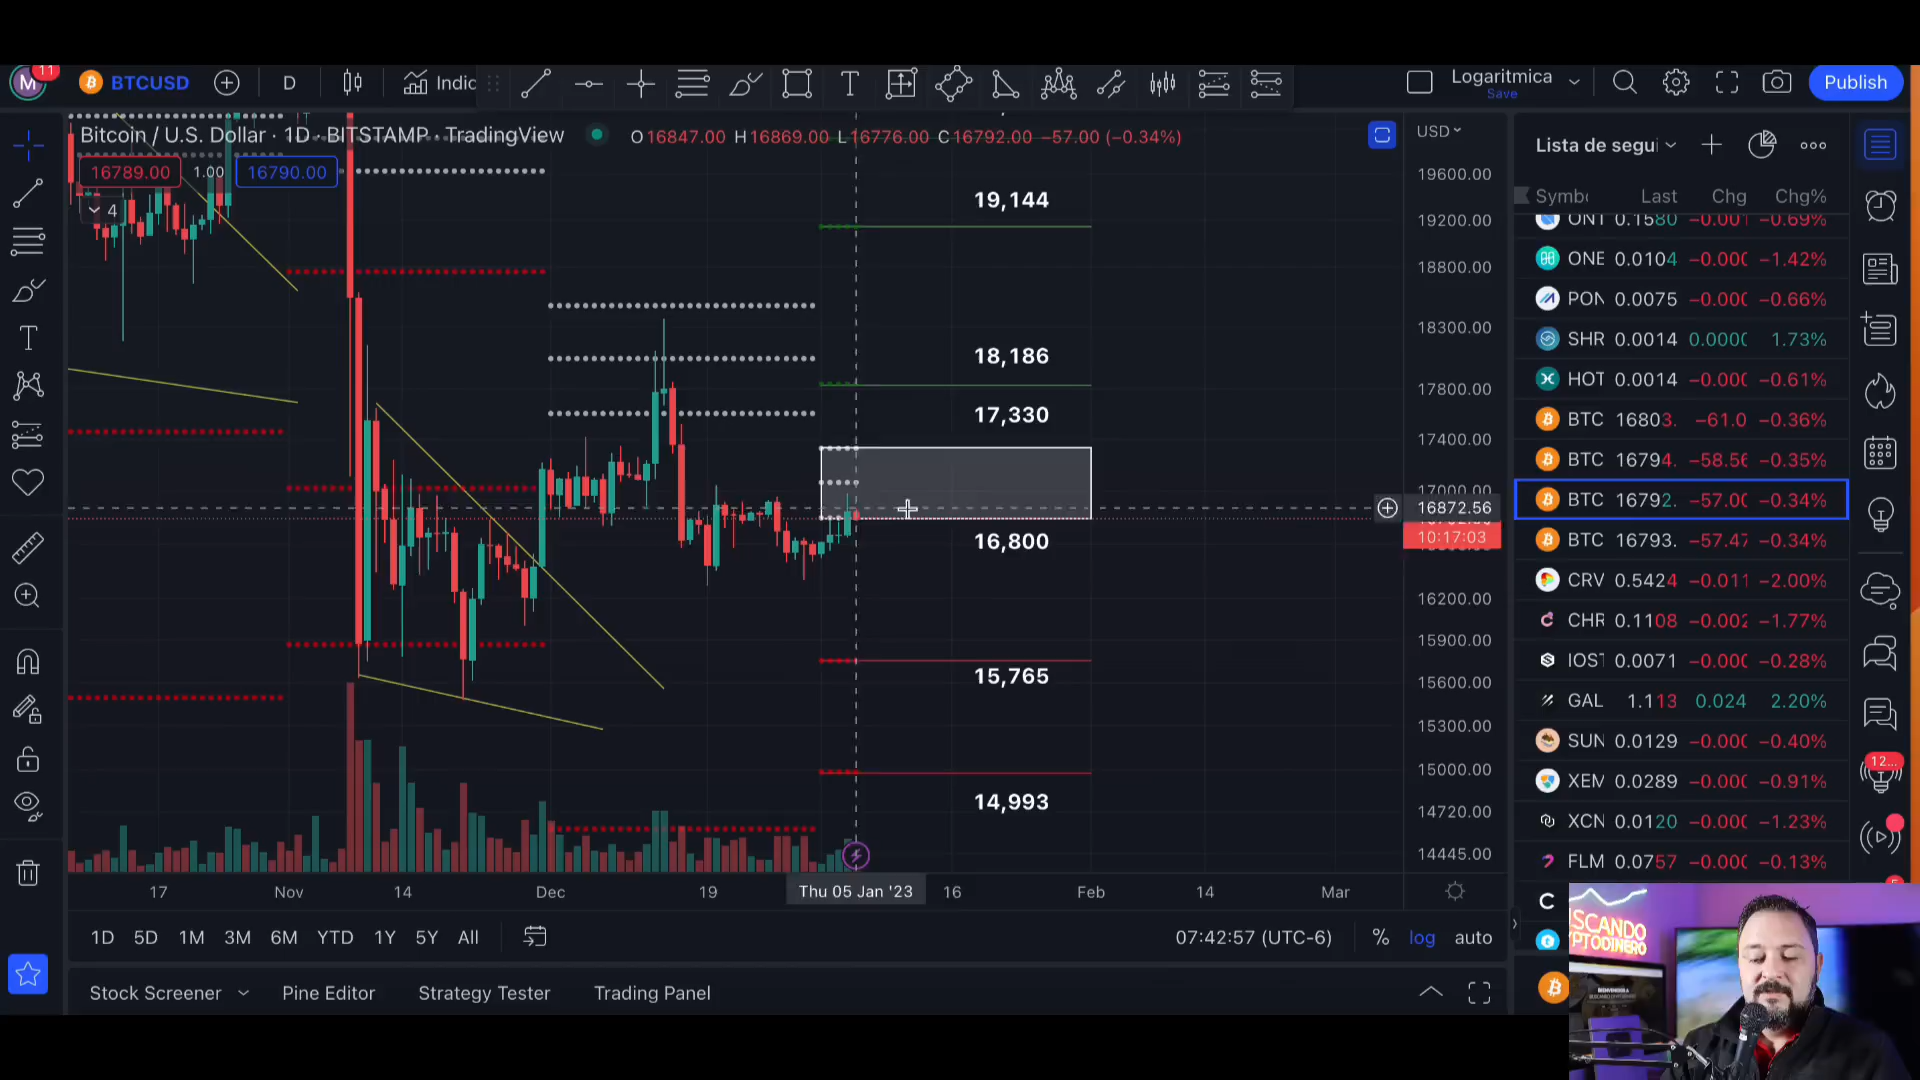 M 11 BTCUSD D Indic Logaritmica Save Publish
Bitcoin / U.S. Dollar · 1D · BITSTAMP · TradingView O16847.00 H16869.00 L16776.00 C16792.00 −57.00 (−0.34%)
16789.00 1.00 16790.00
4
USD
19600.00
19200.00
18800.00
18300.00
17800.00
17400.00
17000.00
16872.56
10:17:03
16200.00
15900.00
15600.00
15300.00
15000.00
14720.00
14445.00
19,144
18,186
17,330
16,800
15,765
14,993
17 Nov 14 Dec 19 Thu 05 Jan '23 16 Feb 14 Mar
1D 5D 1M 3M 6M YTD 1Y 5Y All 07:42:57 (UTC-6) % log auto
Stock Screener Pine Editor Strategy Tester Trading Panel
Lista de segui
Symbo Last Chg Chg%
ONT 0.1580 −0.001 −0.69%
ONE 0.0104 −0.000 −1.42%
PON 0.0075 −0.000 −0.66%
SHR 0.0014 0.0000 1.73%
HOT 0.0014 −0.000 −0.61%
BTC 16803. −61.0 −0.36%
BTC 16794. −58.56 −0.35%
BTC 16792. −57.00 −0.34%
BTC 16793. −57.47 −0.34%
CRV 0.5424 −0.011 −2.00%
CHR 0.1108 −0.002 −1.77%
IOST 0.0071 −0.000 −0.28%
GAL 1.113 0.024 2.20%
SUN 0.0129 −0.000 −0.40%
XEM 0.0289 −0.000 −0.91%
XCN 0.0120 −0.000 −1.23%
FLM 0.0757 −0.000 −0.13%
12...
5
C
SCANDO
PTODINERO